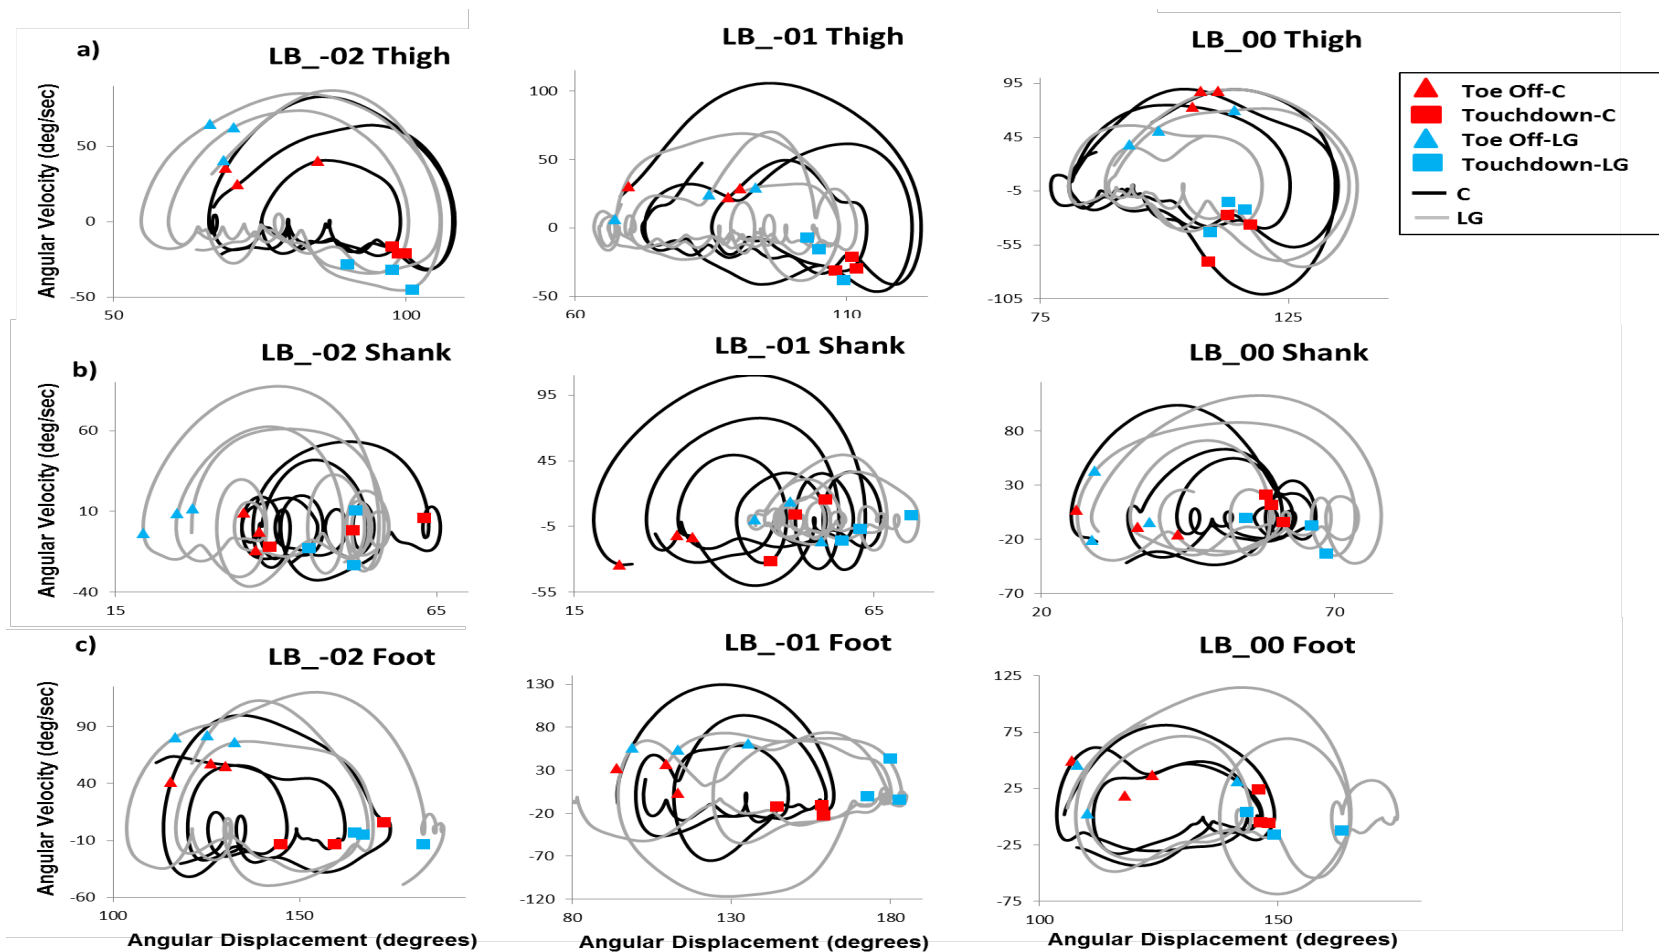 a)
LB_-02 Thigh
LB_-01 Thigh
LB_00 Thigh
Angular Velocity (deg/sec)
100
50
0
-50
50
100
100
50
0
-50
60
110
95
45
-5
-55
-105
75
125
Toe Off-C
Touchdown-C
Toe Off-LG
Touchdown-LG
C
LG
b)
LB_-02 Shank
LB_-01 Shank
LB_00 Shank
Angular Velocity (deg/sec)
60
10
-40
15
65
95
45
-5
-55
15
65
80
30
-20
-70
20
70
c)
LB_-02 Foot
LB_-01 Foot
LB_00 Foot
Angular Velocity (deg/sec)
90
40
-10
-60
100
150
130
80
30
-20
-70
-120
80
130
180
125
75
25
-25
-75
100
150
Angular Displacement (degrees)
Angular Displacement (degrees)
Angular Displacement (degrees)